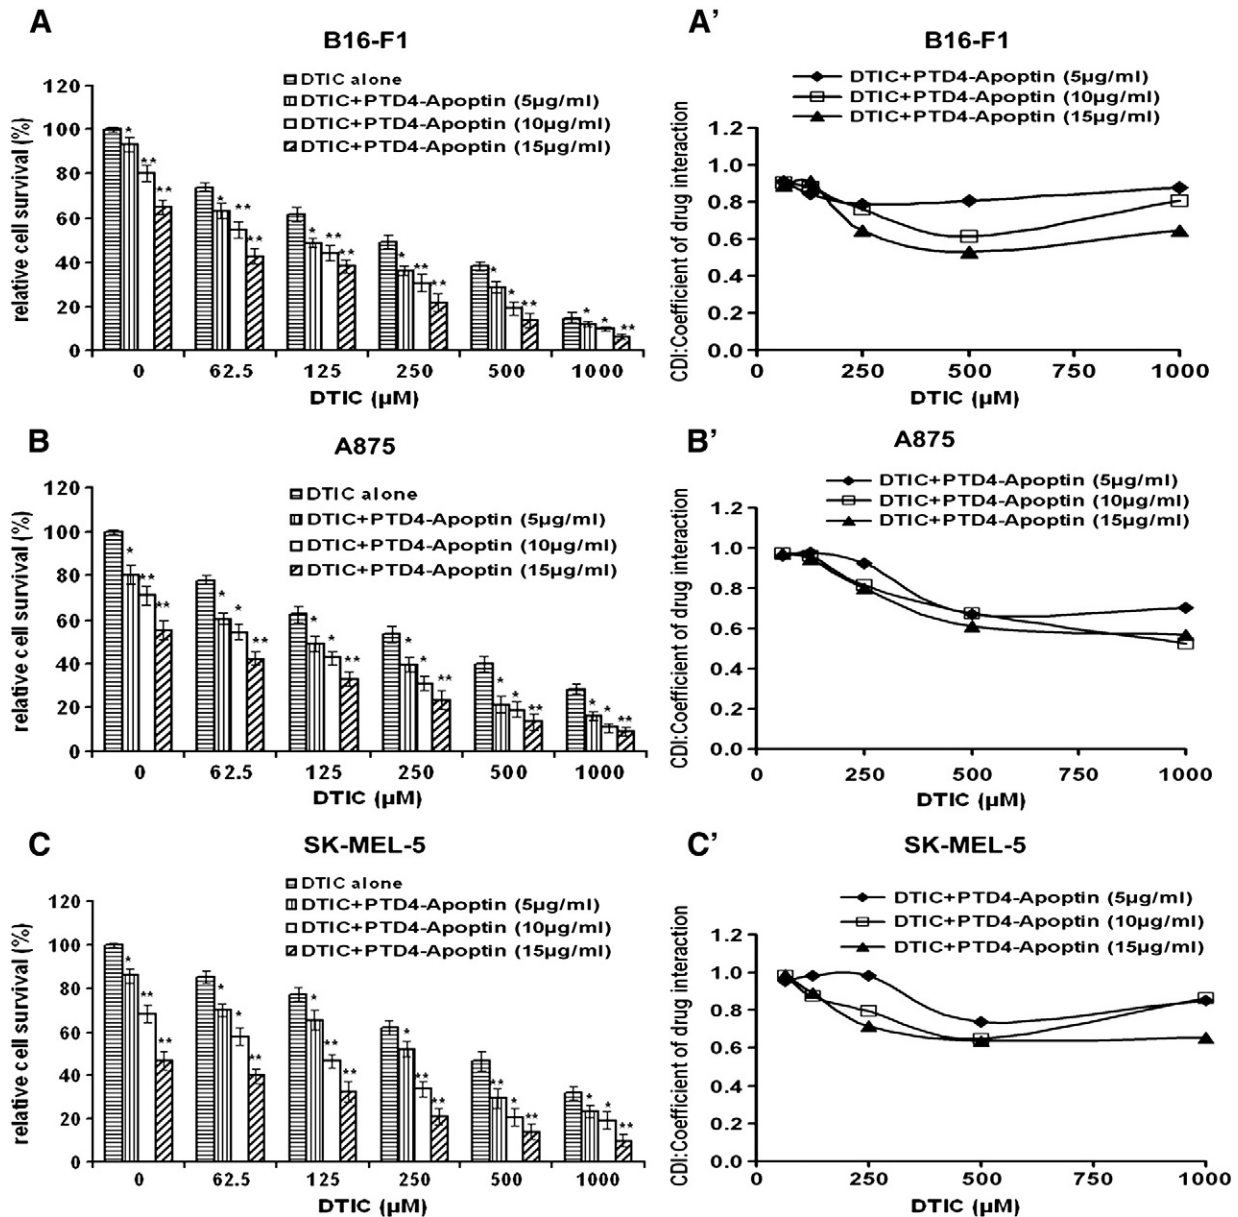 A
B16-F1
DTIC alone
DTIC+PTD4-Apoptin (5µg/ml)
DTIC+PTD4-Apoptin (10µg/ml)
DTIC+PTD4-Apoptin (15µg/ml)
relative cell survival (%)
120
100
80
60
40
20
0
* ** **
* ** **
* ** **
* ** **
* * **
* * **
0 62.5 125 250 500 1000
DTIC (µM)
A'
B16-F1
DTIC+PTD4-Apoptin (5µg/ml)
DTIC+PTD4-Apoptin (10µg/ml)
DTIC+PTD4-Apoptin (15µg/ml)
CDI:Coefficient of drug interaction
1.2
1.0
0.8
0.6
0.4
0.2
0.0
0 250 500 750 1000
DTIC (µM)
B
A875
DTIC alone
DTIC+PTD4-Apoptin (5µg/ml)
DTIC+PTD4-Apoptin (10µg/ml)
DTIC+PTD4-Apoptin (15µg/ml)
relative cell survival (%)
120
100
80
60
40
20
0
* ** **
* * **
* * **
* * **
* * **
* * **
0 62.5 125 250 500 1000
DTIC (µM)
B'
A875
DTIC+PTD4-Apoptin (5µg/ml)
DTIC+PTD4-Apoptin (10µg/ml)
DTIC+PTD4-Apoptin (15µg/ml)
CDI:Coefficient of drug interaction
1.2
1.0
0.8
0.6
0.4
0.2
0.0
0 250 500 750 1000
DTIC (µM)
C
SK-MEL-5
DTIC alone
DTIC+PTD4-Apoptin (5µg/ml)
DTIC+PTD4-Apoptin (10µg/ml)
DTIC+PTD4-Apoptin (15µg/ml)
relative cell survival (%)
120
100
80
60
40
20
0
* ** **
* * **
* ** **
* ** **
** * **
* * **
0 62.5 125 250 500 1000
DTIC (µM)
C'
SK-MEL-5
DTIC+PTD4-Apoptin (5µg/ml)
DTIC+PTD4-Apoptin (10µg/ml)
DTIC+PTD4-Apoptin (15µg/ml)
CDI:Coefficient of drug interaction
1.2
1.0
0.8
0.6
0.4
0.2
0.0
0 250 500 750 1000
DTIC (µM)